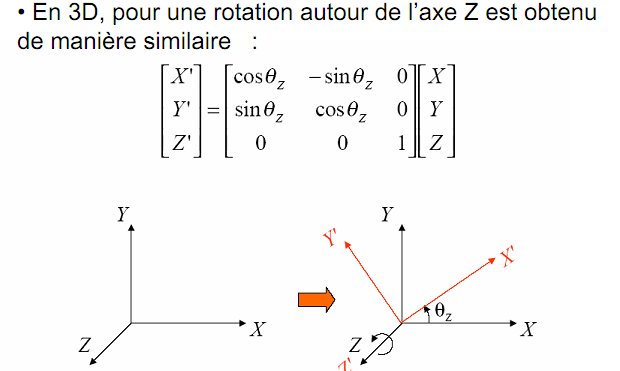 • En 3D, pour une rotation autour de l'axe Z est obtenu
de manière similaire :
[X'] = [cosθz -sinθz 0] [X]
[Y'] = [sinθz cosθz 0] [Y]
[Z'] = [0 0 1] [Z]
Y
X
Z
Y
Y'
X'
θz
X
Z
Z'